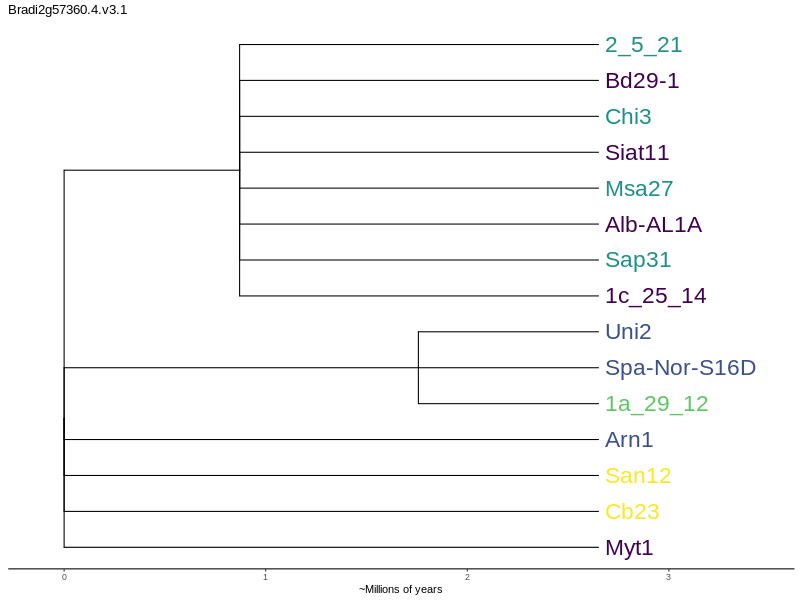 Bradi2g57360.4.v3.1
2_5_21
Bd29-1
Chi3
Siat11
Msa27
Alb-AL1A
Sap31
1c_25_14
Uni2
Spa-Nor-S16D
1a_29_12
Arn1
San12
Cb23
Myt1
0 1 2 3
~Millions of years